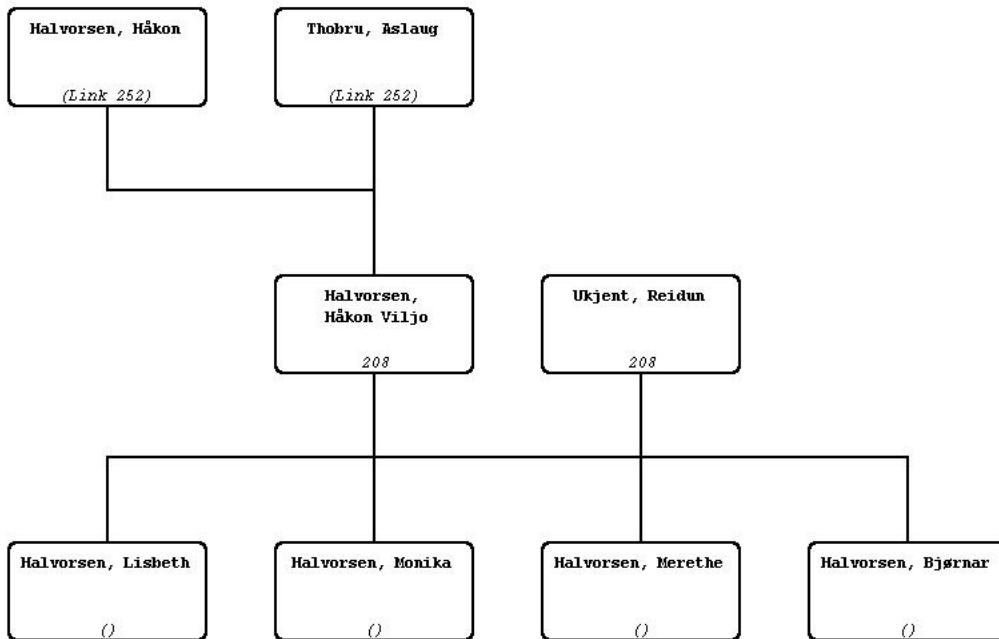 Halvorsen, Håkon
(Link 252)
Thobru, Aslaug
(Link 252)
Halvorsen,
Håkon Viljo
208
Ukjent, Reidun
208
Halvorsen, Lisbeth
()
Halvorsen, Monika
()
Halvorsen, Merethe
()
Halvorsen, Bjørnar
()